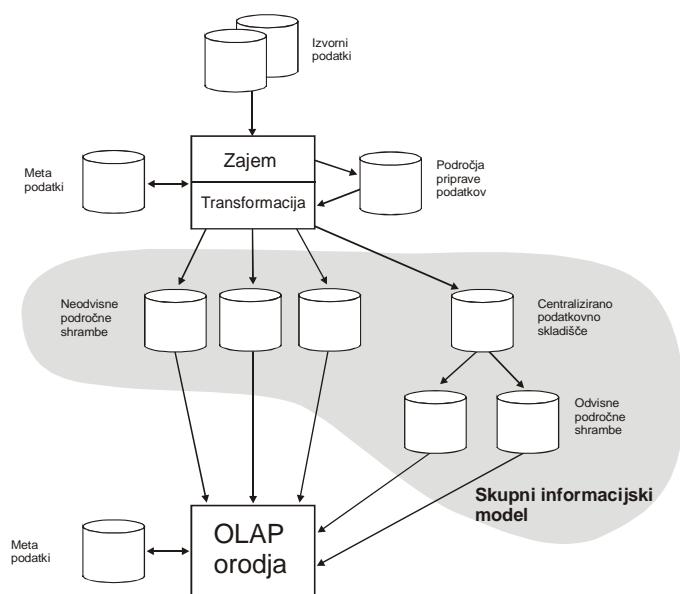 Izvorni
podatki
Zajem
Transformacija
Meta
podatki
Področja
priprave
podatkov
Neodvisne
področne
shrambe
Centralizirano
podatkovno
skladišče
Odvisne
področne
shrambe
Skupni informacijski
model
OLAP
orodja
Meta
podatki